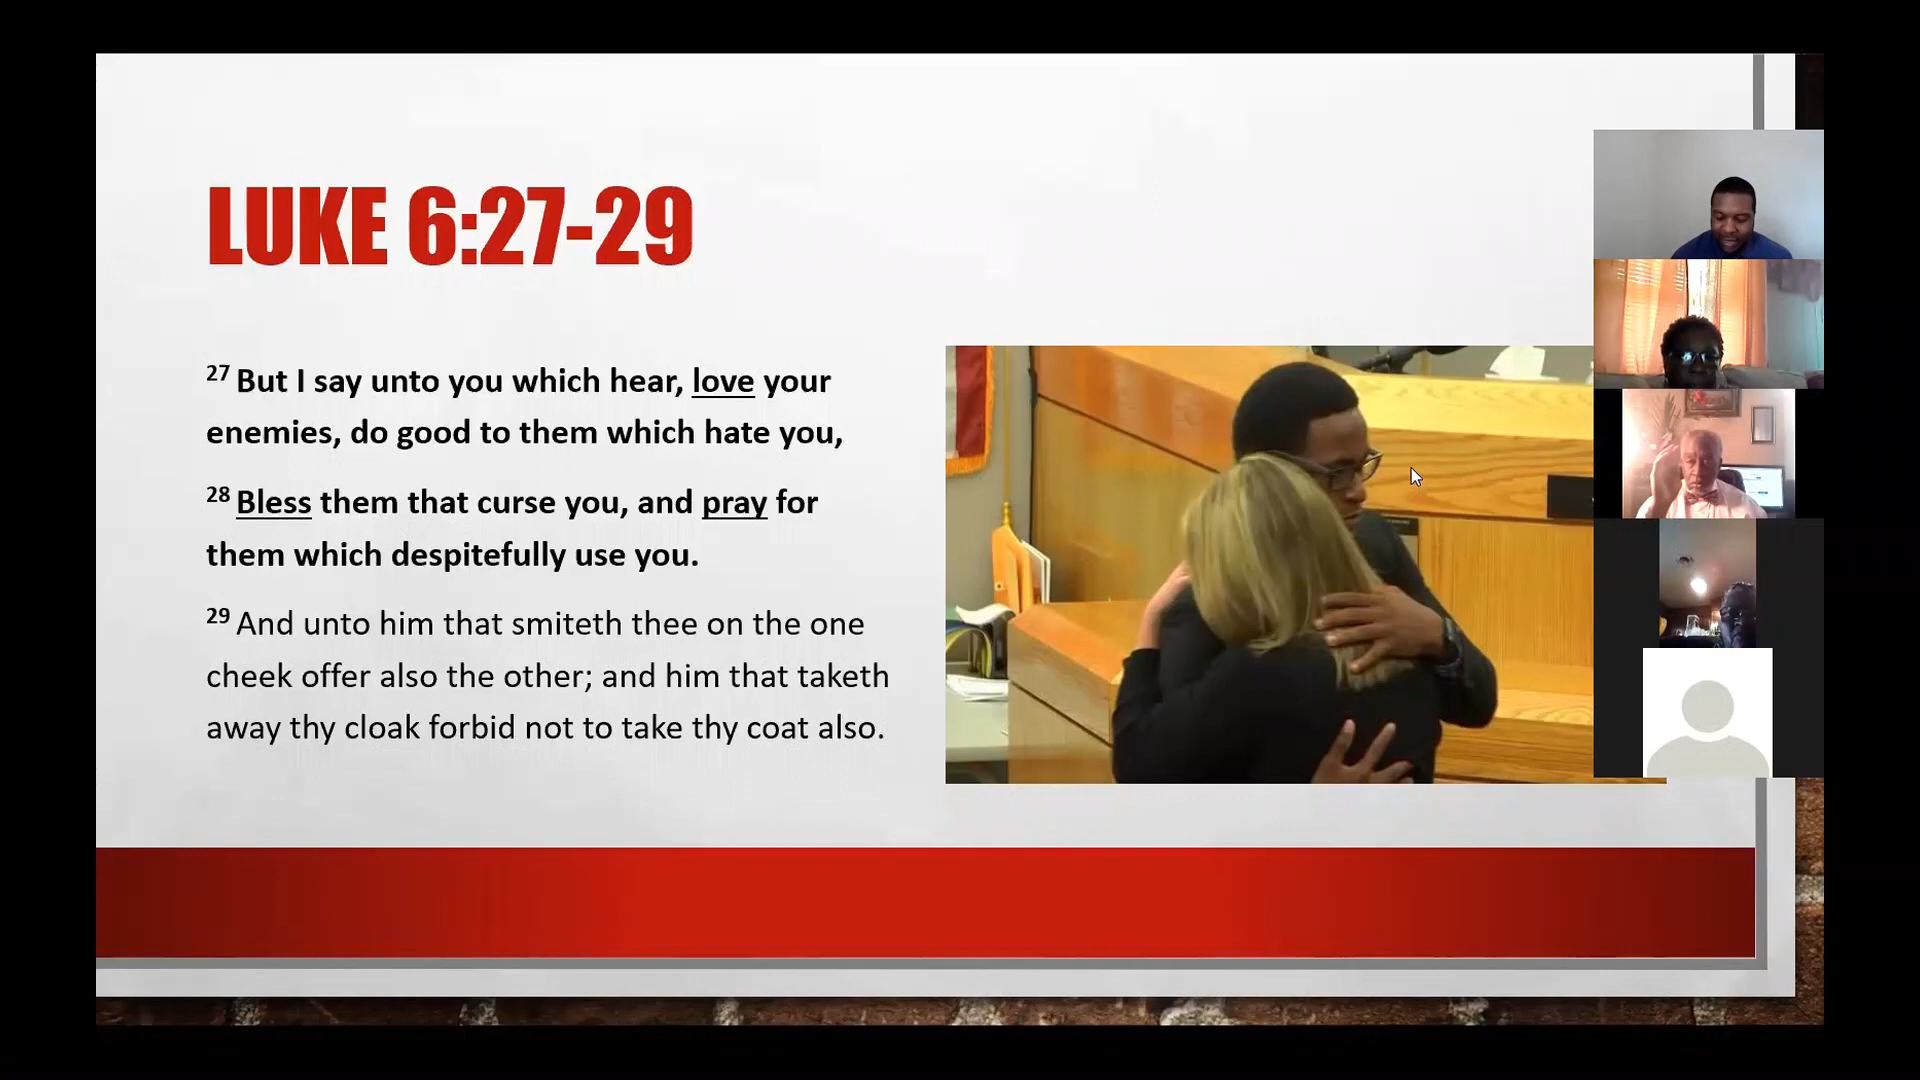 LUKE 6:27-29
27 But I say unto you which hear, love your
enemies, do good to them which hate you,
28 Bless them that curse you, and pray for
them which despitefully use you.
29 And unto him that smiteth thee on the one
cheek offer also the other; and him that taketh
away thy cloak forbid not to take thy coat also.